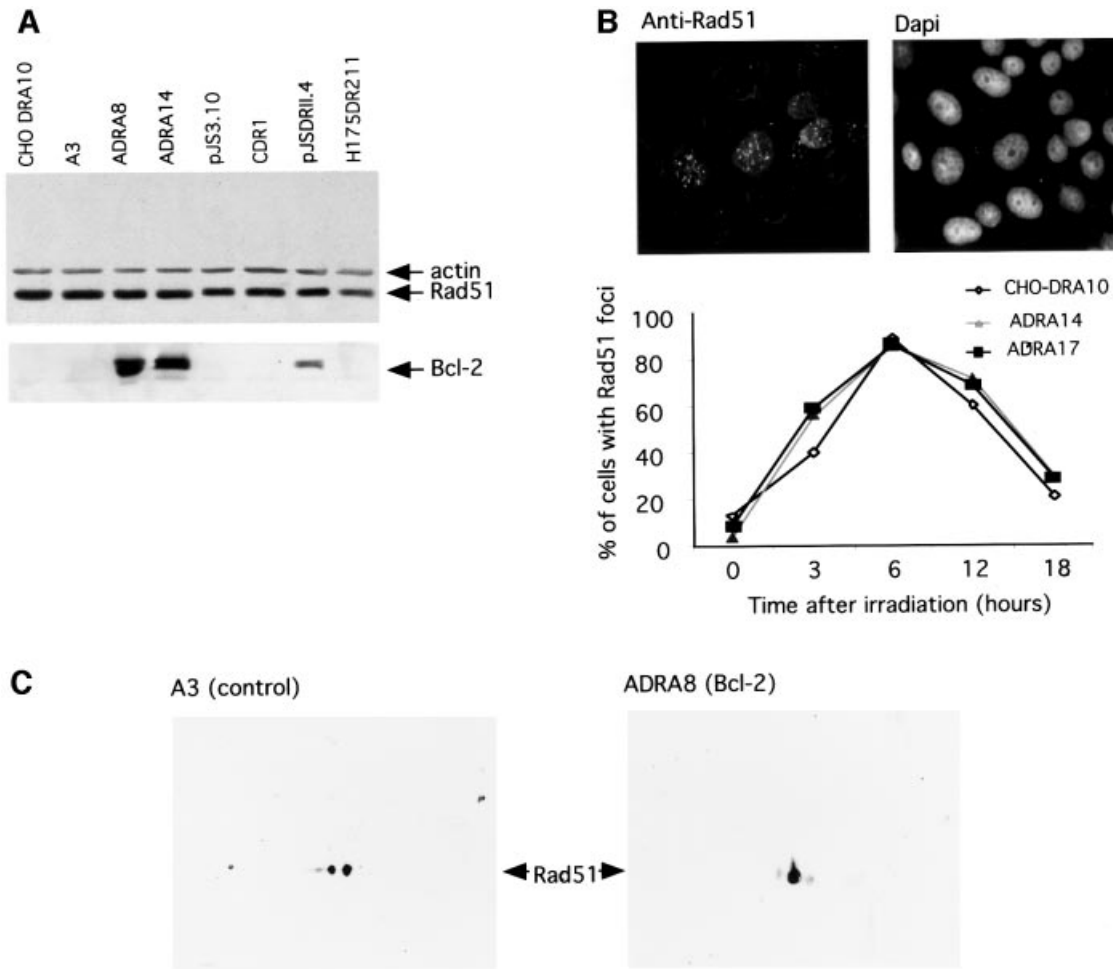 A
CHO DRA10
A3
ADRA8
ADRA14
pJS3.10
CDR1
pJSDRII.4
H175DR211
actin
Rad51
Bcl-2
B
Anti-Rad51
Dapi
CHO-DRA10
ADRA14
ADRA17
% of cells with Rad51 foci
100
80
60
40
20
0
0 3 6 12 18
Time after irradiation (hours)
C
A3 (control)
ADRA8 (Bcl-2)
Rad51